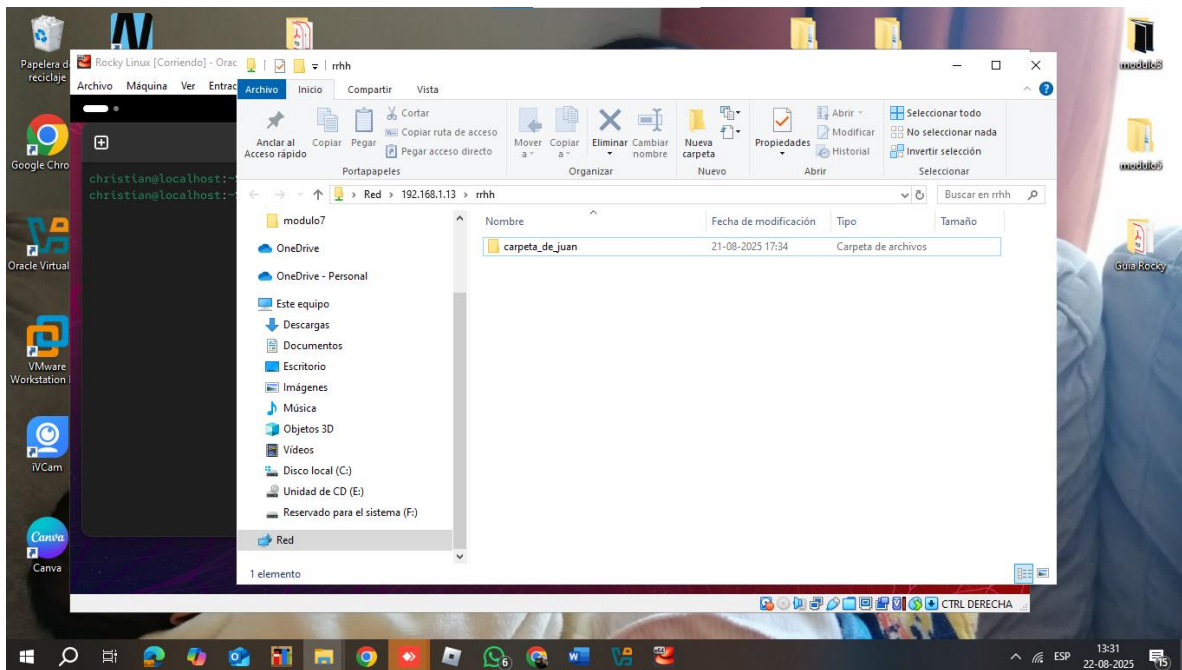 Papelera de
reciclaje
Google Chro
Oracle Virtual
VMware
Workstation
iVCam
Canva
Canva
modulo8
modulo5
Guia Rocky
Rocky Linux [Corriendo] - Orac
Archivo Máquina Ver Entrac
christian@localhost:~
christian@localhost:~
rrhh
Archivo Inicio Compartir Vista
Anclar al
Acceso rápido
Copiar
Pegar
Cortar
Copiar ruta de acceso
Pegar acceso directo
Portapapeles
Mover
a
Copiar
a
Eliminar
Cambiar
nombre
Organizar
Nueva
carpeta
Nuevo
Propiedades
Abrir
Modificar
Historial
Abrir
Seleccionar todo
No seleccionar nada
Invertir selección
Seleccionar
Red > 192.168.1.13 > rrhh
Buscar en rrhh
modulo7
OneDrive
OneDrive - Personal
Este equipo
Descargas
Documentos
Escritorio
Imágenes
Música
Objetos 3D
Vídeos
Disco local (C:)
Unidad de CD (E:)
Reservado para el sistema (F:)
Red
Nombre Fecha de modificación Tipo Tamaño
carpeta_de_juan 21-08-2025 17:34 Carpeta de archivos
1 elemento
CTRL DERECHA
6
ESP
13:31
22-08-2025
15